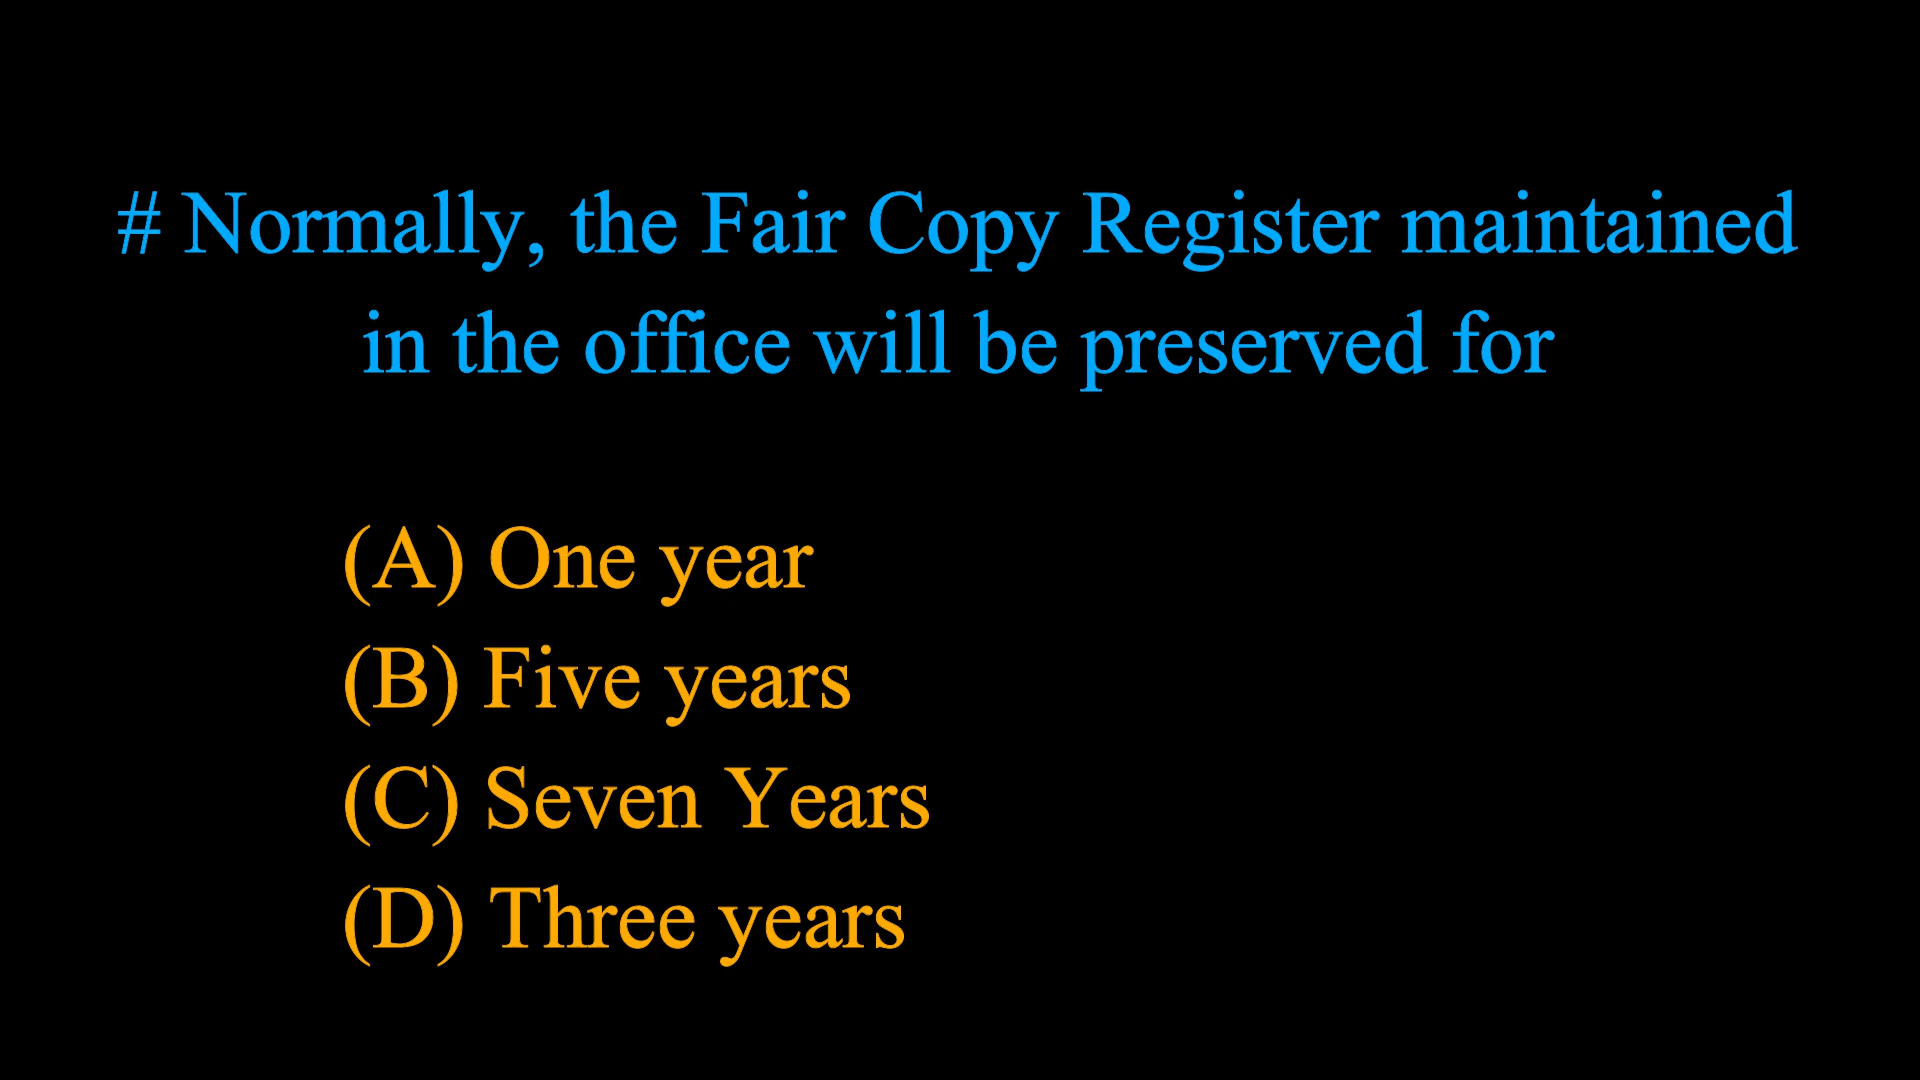 # Normally, the Fair Copy Register maintained
in the office will be preserved for
(A) One year
(B) Five years
(C) Seven Years
(D) Three years